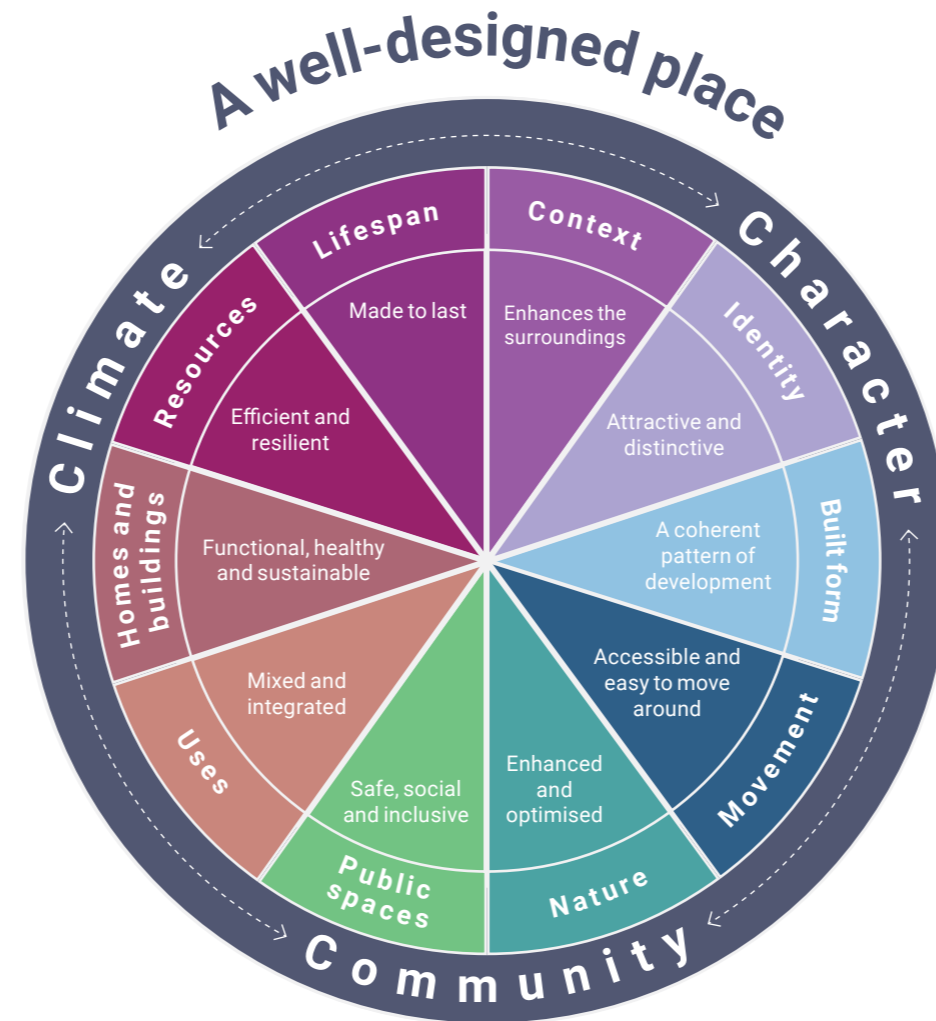 A well-designed place
Climate
Character
Community
Context
Enhances the
surroundings
Identity
Attractive and
distinctive
Built form
A coherent
pattern of
development
Movement
Accessible and
easy to move
around
Nature
Enhanced
and
optimised
Public
spaces
Safe, social
and inclusive
Uses
Mixed and
integrated
Homes and
buildings
Functional, healthy
and sustainable
Resources
Efficient and
resilient
Lifespan
Made to last